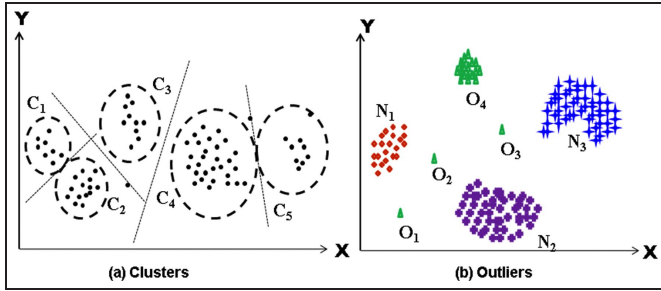 Y
C1
C3
C2
C4
C5
X
(a) Clusters
Y
O4
N1
N3
O3
O2
O1
N2
X
(b) Outliers